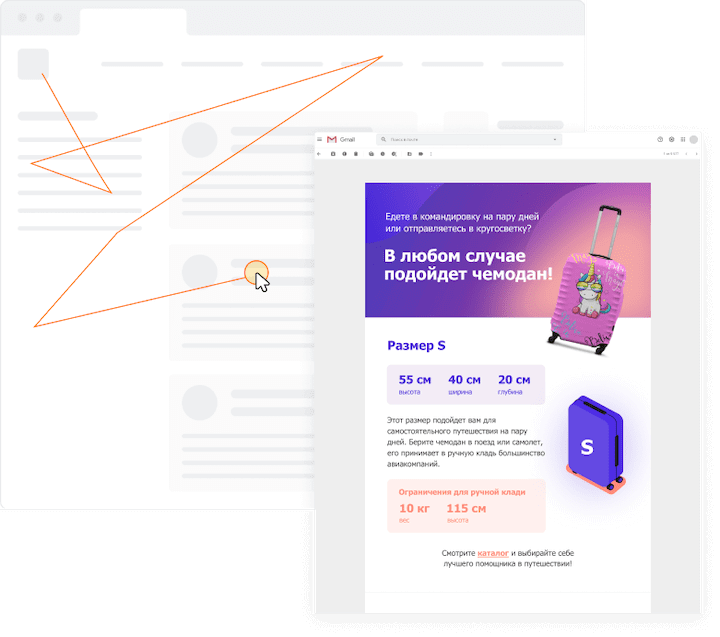 Gmail
Поиск в почте
Едете в командировку на пару дней
или отправляетесь в кругосветку?
В любом случае
подойдет чемодан!
Размер S
55 см 40 см 20 см
высота ширина глубина
Этот размер подойдет вам для
самостоятельного путешествия на пару
дней. Берите чемодан в поезд или самолет,
его принимает в ручную кладь большинство
авиакомпаний.
S
Ограничения для ручной клади
10 кг 115 см
вес высота
Смотрите каталог и выбирайте себе
лучшего помощника в путешествии!